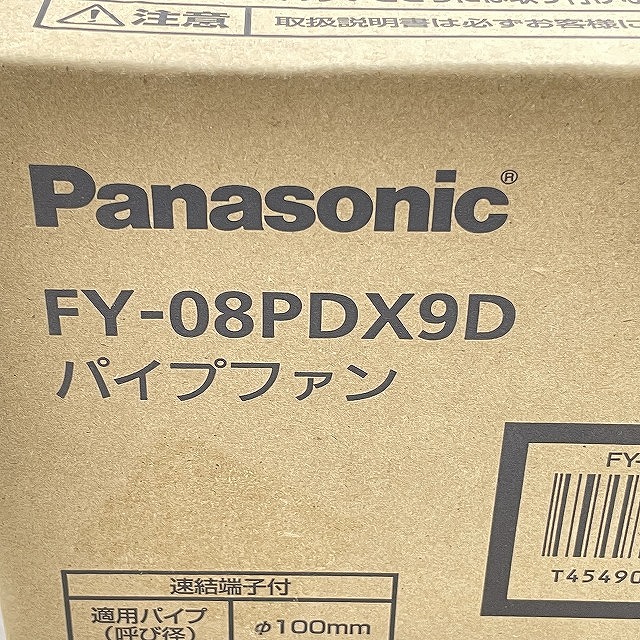 注意
取扱説明書は必ずお客様に
Panasonic®
FY-08PDX9D
パイプファン
FY-
T45490
速結端子付
適用パイプ
(呼び径)
φ100mm